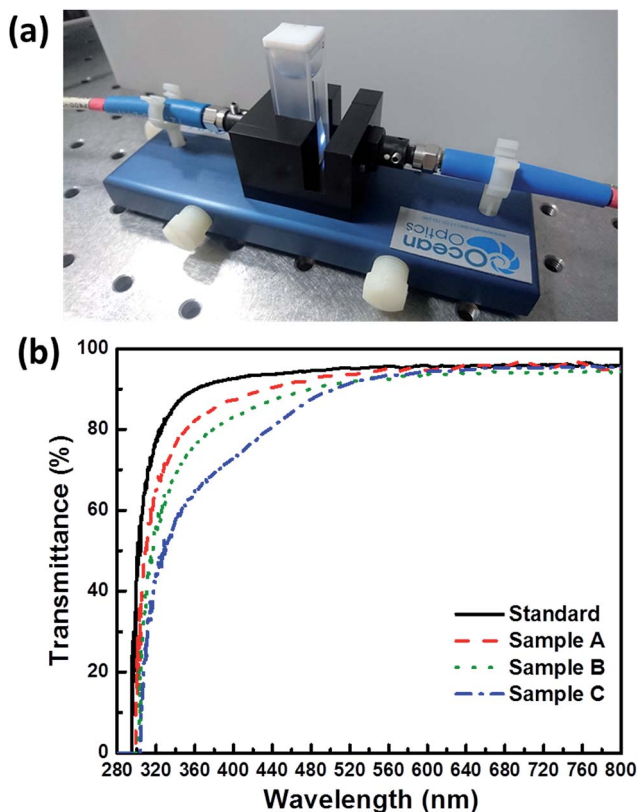 (a)
Ocean
Optics
(b)
100
80
60
40
20
0
Transmittance (%)
Standard
Sample A
Sample B
Sample C
280 320 360 400 440 480 520 560 600 640 680 720 760 800
Wavelength (nm)